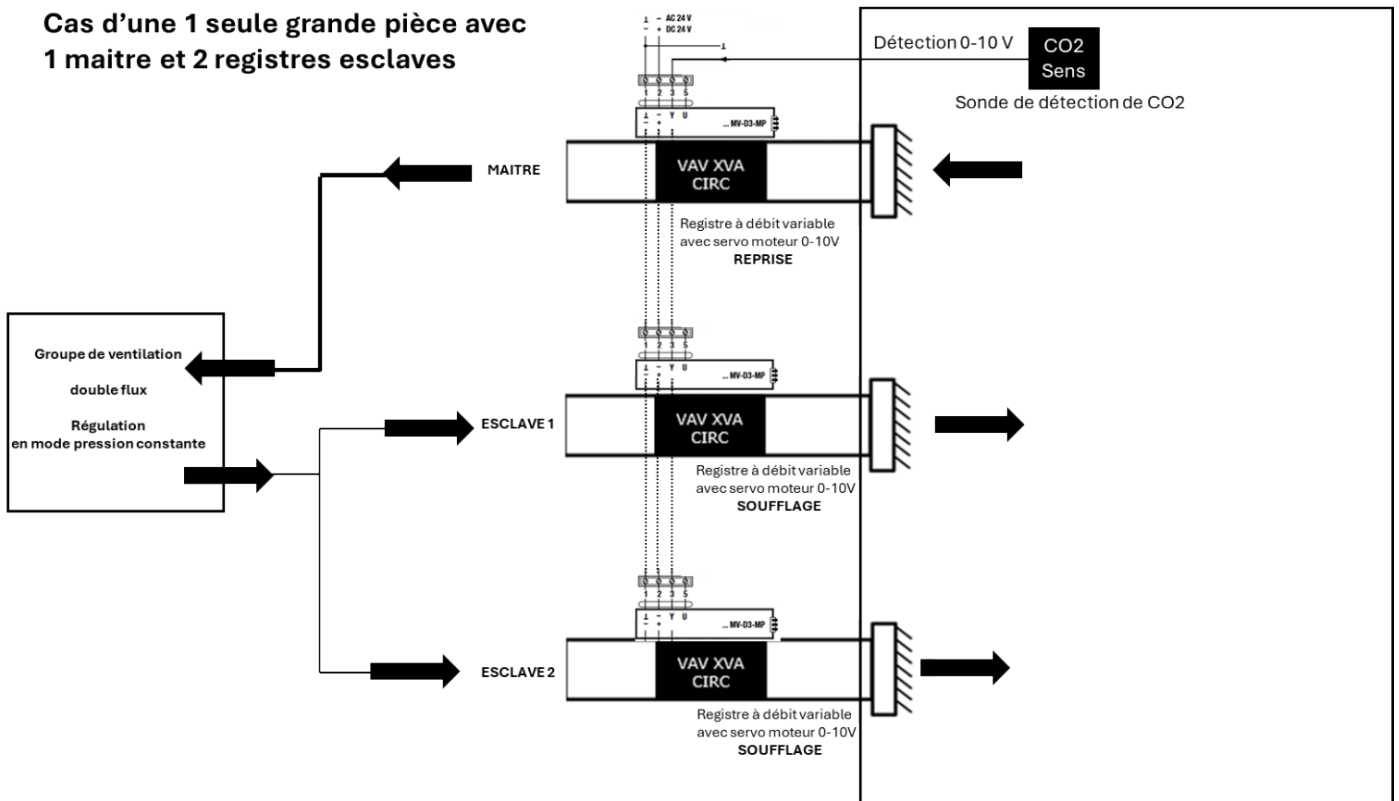 Cas d’une 1 seule grande pièce avec
1 maitre et 2 registres esclaves
⊥ ~ AC 24 V
– + DC 24 V
⊥
Détection 0-10 V
CO2
Sens
Sonde de détection de CO2
1 2 3 5
⊥ ~ Y U
– +
... MV-D3-MP
MAITRE
VAV XVA
CIRC
Registre à débit variable
avec servo moteur 0-10V
REPRISE
Groupe de ventilation
double flux
Régulation
en mode pression constante
1 2 3 5
⊥ ~ Y U
– +
... MV-D3-MP
ESCLAVE 1
VAV XVA
CIRC
Registre à débit variable
avec servo moteur 0-10V
SOUFFLAGE
1 2 3 5
⊥ ~ Y U
– +
... MV-D3-MP
ESCLAVE 2
VAV XVA
CIRC
Registre à débit variable
avec servo moteur 0-10V
SOUFFLAGE